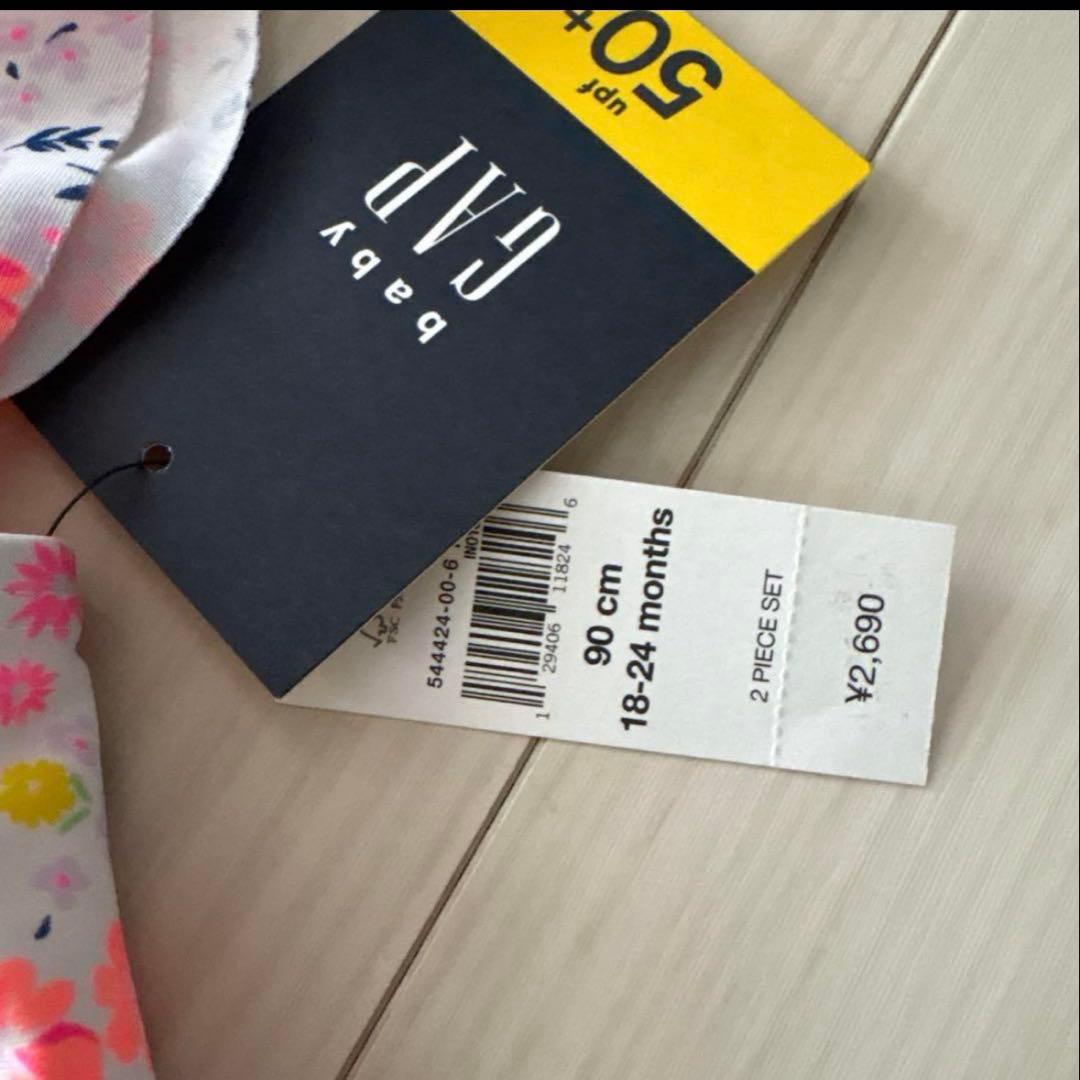 upf
50+
baby
GAP
544424-00-6
1 29406 11824 6
90 cm
18-24 months
2 PIECE SET
¥2,690